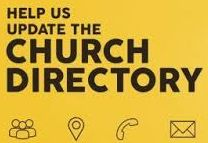 HELP US
UPDATE THE
CHURCH
DIRECTORY